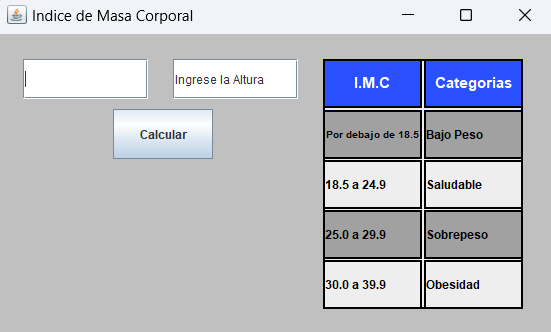 Indice de Masa Corporal
Ingrese la Altura
Calcular
I.M.C Categorias
Por debajo de 18.5 Bajo Peso
18.5 a 24.9 Saludable
25.0 a 29.9 Sobrepeso
30.0 a 39.9 Obesidad